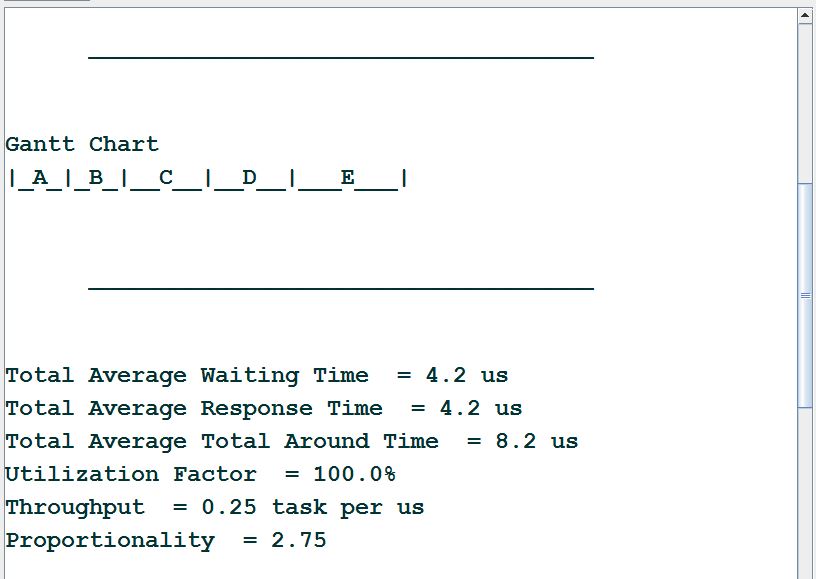 Gantt Chart
|_A_|_B_|__C__|__D__|___E___|
Total Average Waiting Time  = 4.2 us
Total Average Response Time  = 4.2 us
Total Average Total Around Time  = 8.2 us
Utilization Factor  = 100.0%
Throughput  = 0.25 task per us
Proportionality  = 2.75